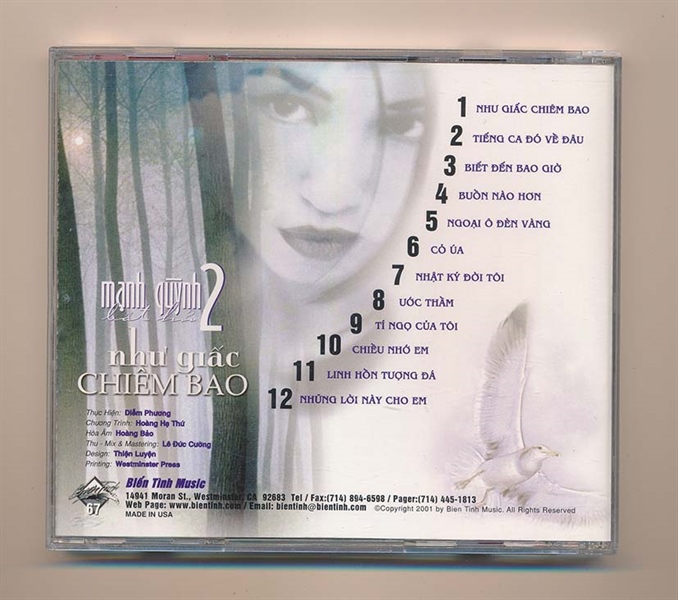 1 NHƯ GIẤC CHIÊM BAO
2 TIẾNG CA ĐÓ VỀ ĐÂU
3 BIẾT ĐẾN BAO GIỜ
4 BUỒN NÀO HƠN
5 NGOẠI Ô ĐÈN VÀNG
6 CỎ ÚA
7 NHẬT KÝ ĐỜI TÔI
8 ƯỚC THẦM
9 TÍ NGỌ CỦA TÔI
10 CHIỀU NHỚ EM
11 LINH HỒN TƯỢNG ĐÁ
12 NHỮNG LỜI NÀY CHO EM
mạnh quỳnh 2
như giấc
CHIÊM BAO
Thực Hiện: Diễm Phương
Chương Trình: Hoàng Hạ Thứ
Hòa Âm Hoàng Bảo
Thu - Mix & Mastering: Lê Đức Cường
Design: Thiện Luyện
Printing: Westminster Press
67
Biển Tình Music
14941 Moran St., Westminster, CA 92683 Tel / Fax:(714) 894-6598 / Pager:(714) 445-1813
Web Page: www.bientinh.com / Email: bientinh@bientinh.com ©Copyright 2001 by Bien Tinh Music. All Rights Reserved
MADE IN USA